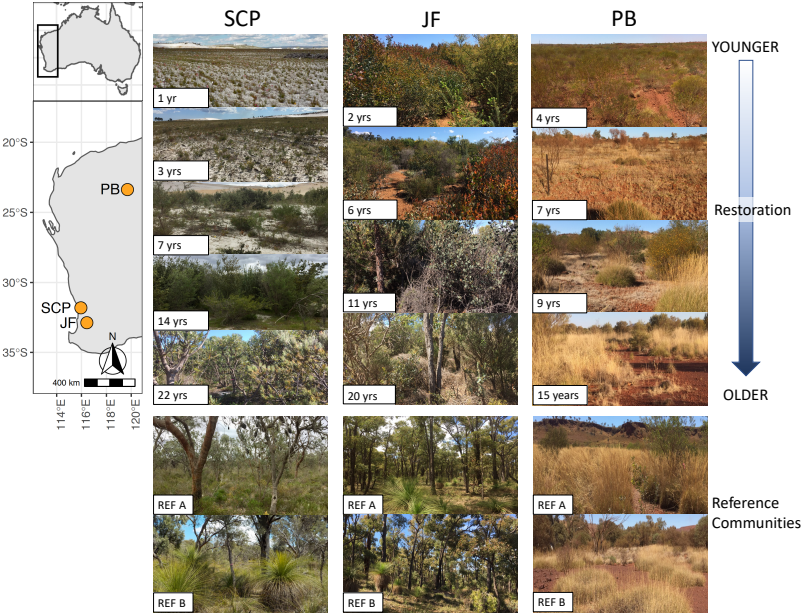 SCP
JF
PB
YOUNGER
1 yr
2 yrs
4 yrs
3 yrs
6 yrs
7 yrs
7 yrs
11 yrs
9 yrs
14 yrs
22 yrs
20 yrs
15 years
Restoration
OLDER
20°S
25°S
30°S
35°S
PB
SCP
JF
N
400 km
114°E
116°E
118°E
120°E
REF A
REF A
REF A
Reference
Communities
REF B
REF B
REF B